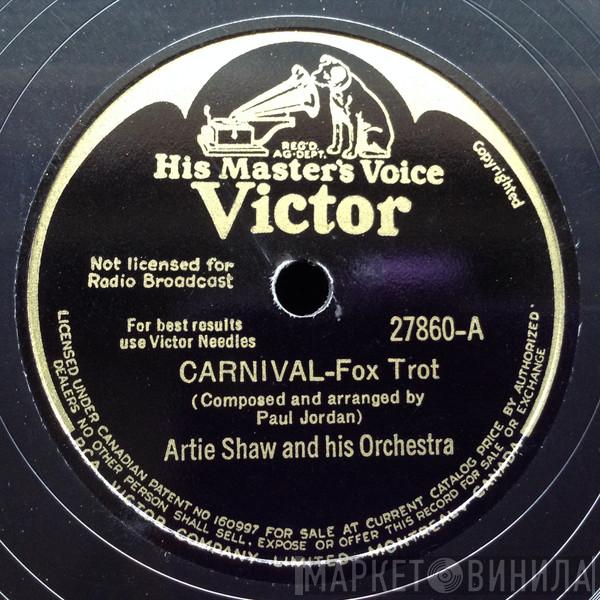 REG'D
AG-DEPT.
His Master's Voice
Victor
Copyrighted
Not licensed for
Radio Broadcast
For best results
use Victor Needles
27860-A
CARNIVAL-Fox Trot
(Composed and arranged by
Paul Jordan)
Artie Shaw and his Orchestra
LICENSED UNDER CANADIAN PATENT NO 160997 FOR SALE AT CURRENT CATALOG PRICE BY AUTHORIZED
DEALERS NO OTHER PERSON SHALL SELL, EXPOSE OR OFFER THIS RECORD FOR SALE OR EXCHANGE
RCA VICTOR COMPANY, LIMITED, MONTREAL, CANADA
МАРКЕТ ВИНИЛА